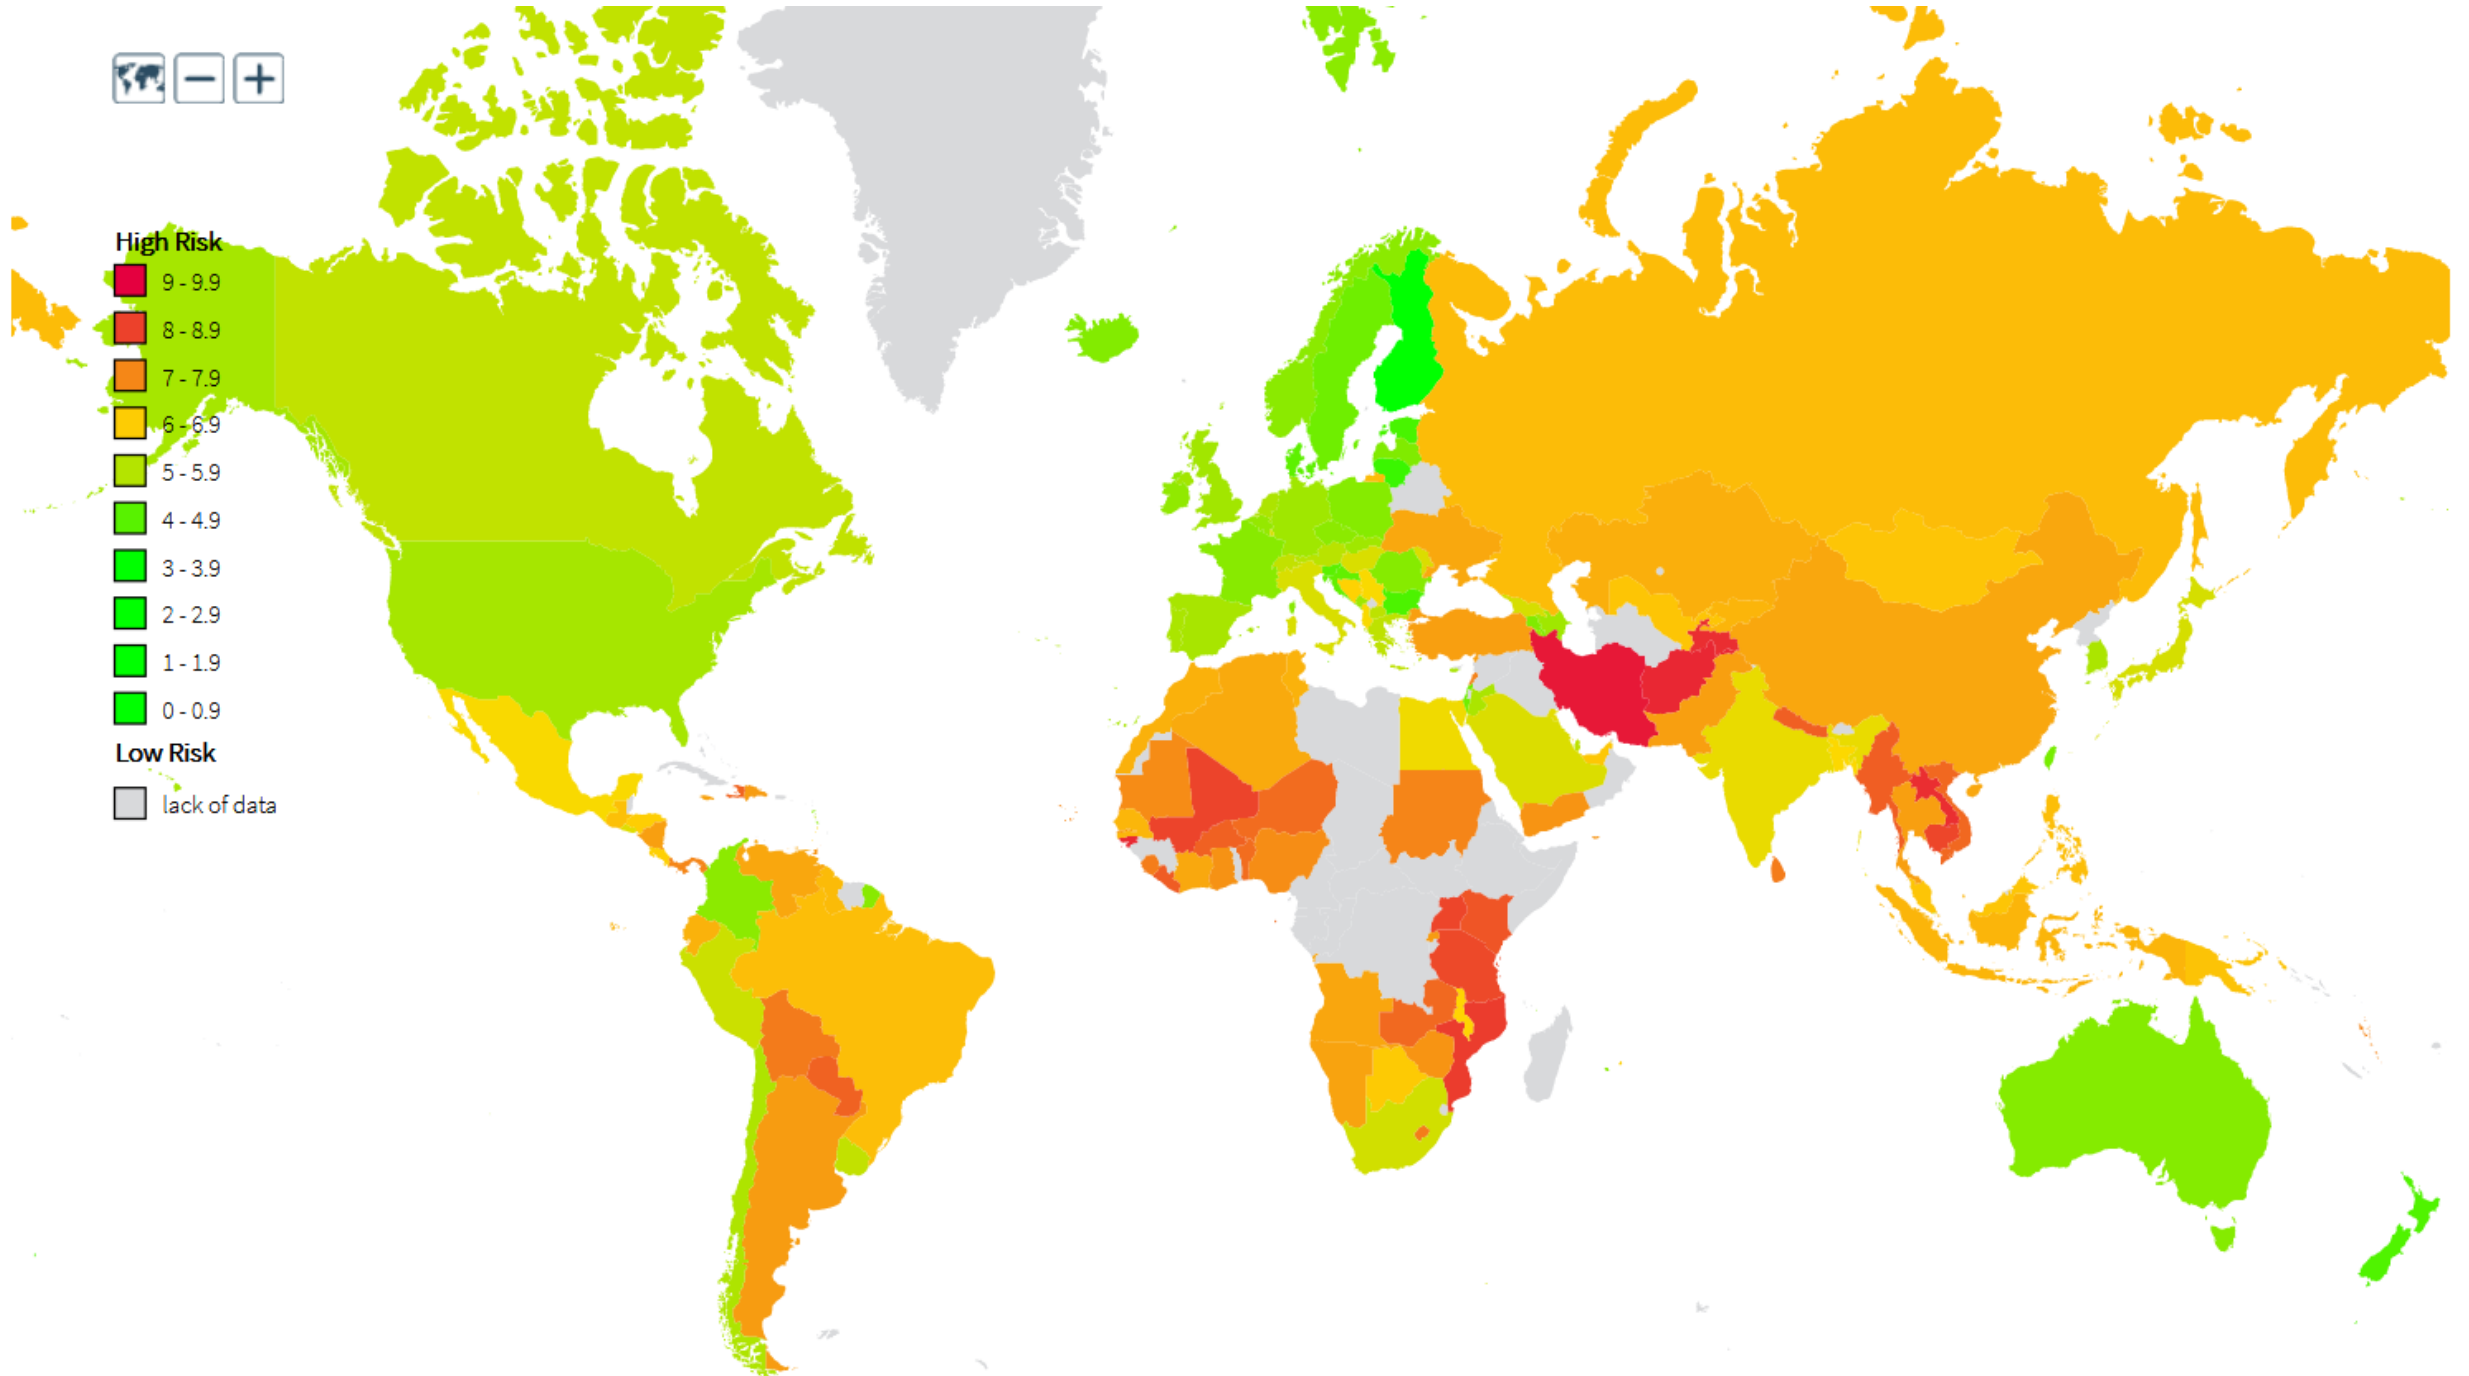 High Risk
9 - 9.9
8 - 8.9
7 - 7.9
6 - 6.9
5 - 5.9
4 - 4.9
3 - 3.9
2 - 2.9
1 - 1.9
0 - 0.9
Low Risk
lack of data